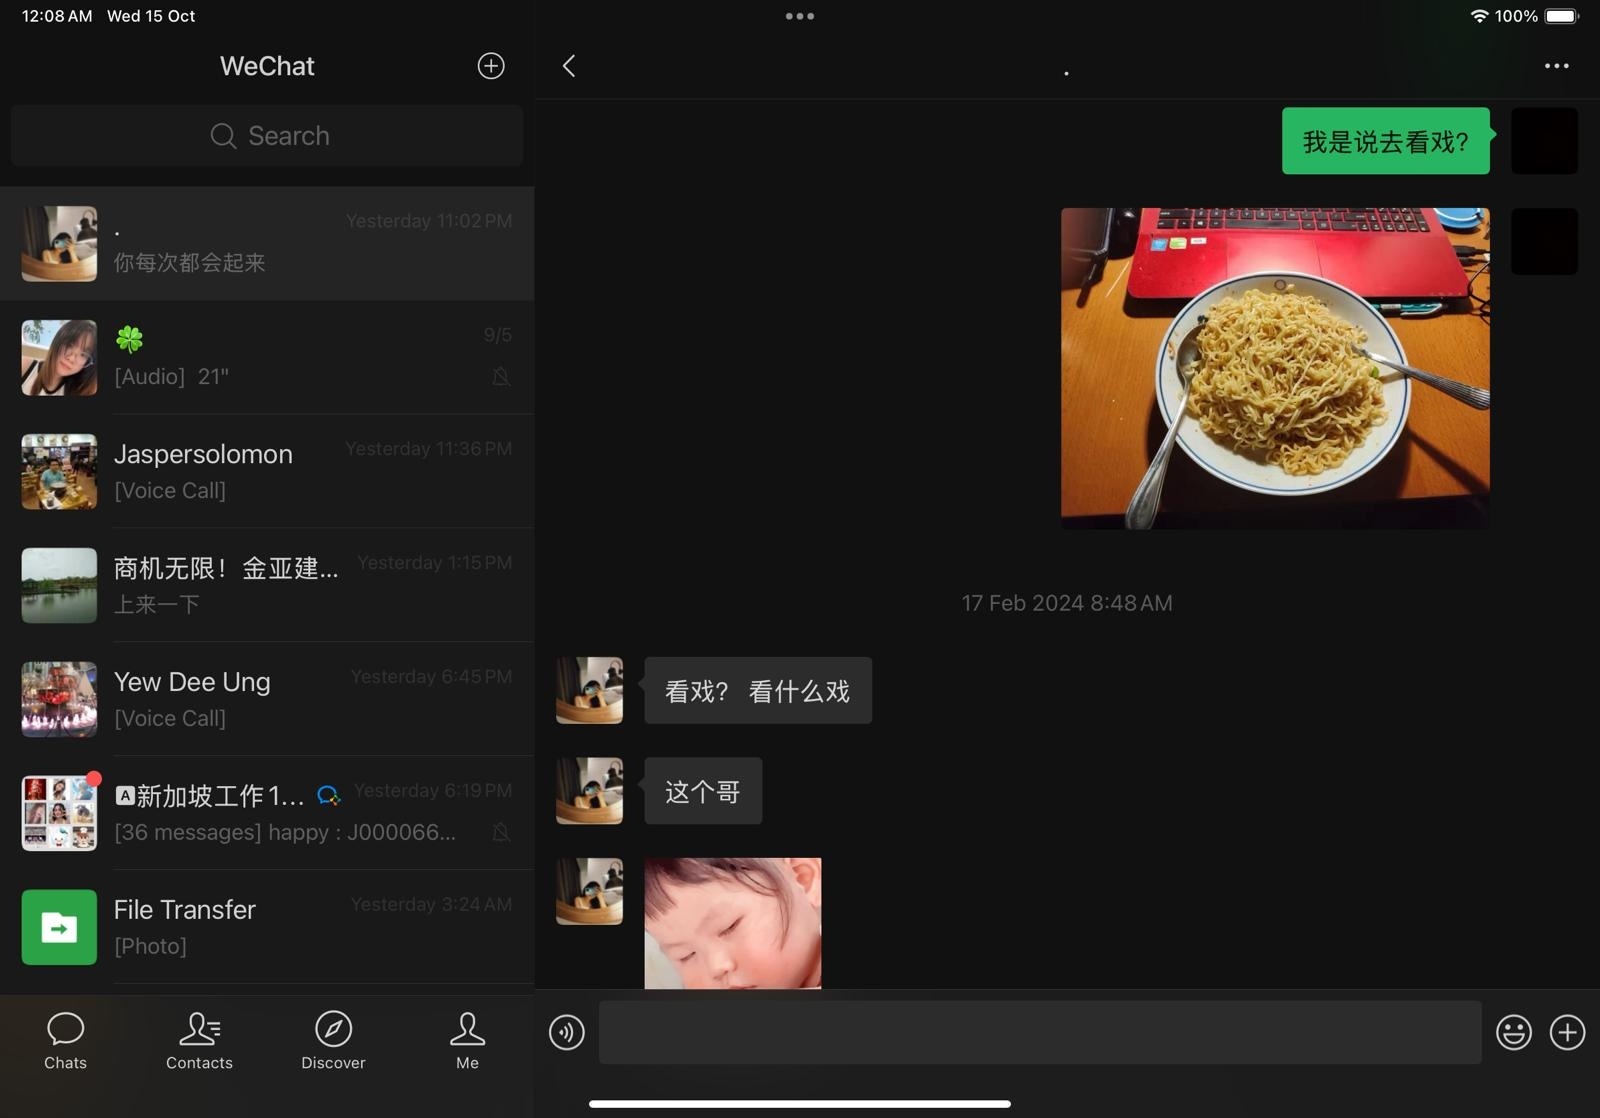 12:08 AM Wed 15 Oct
100%
WeChat
Search
.
Yesterday 11:02 PM
你每次都会起来
🍀
9/5
[Audio] 21"
Jaspersolomon
Yesterday 11:36 PM
[Voice Call]
商机无限！金亚建...
Yesterday 1:15 PM
上来一下
Yew Dee Ung
Yesterday 6:45 PM
[Voice Call]
🅰新加坡工作1...
Yesterday 6:19 PM
[36 messages] happy : J000066...
File Transfer
Yesterday 3:24 AM
[Photo]
Chats
Contacts
Discover
Me
.
我是说去看戏?
17 Feb 2024 8:48 AM
看戏? 看什么戏
这个哥